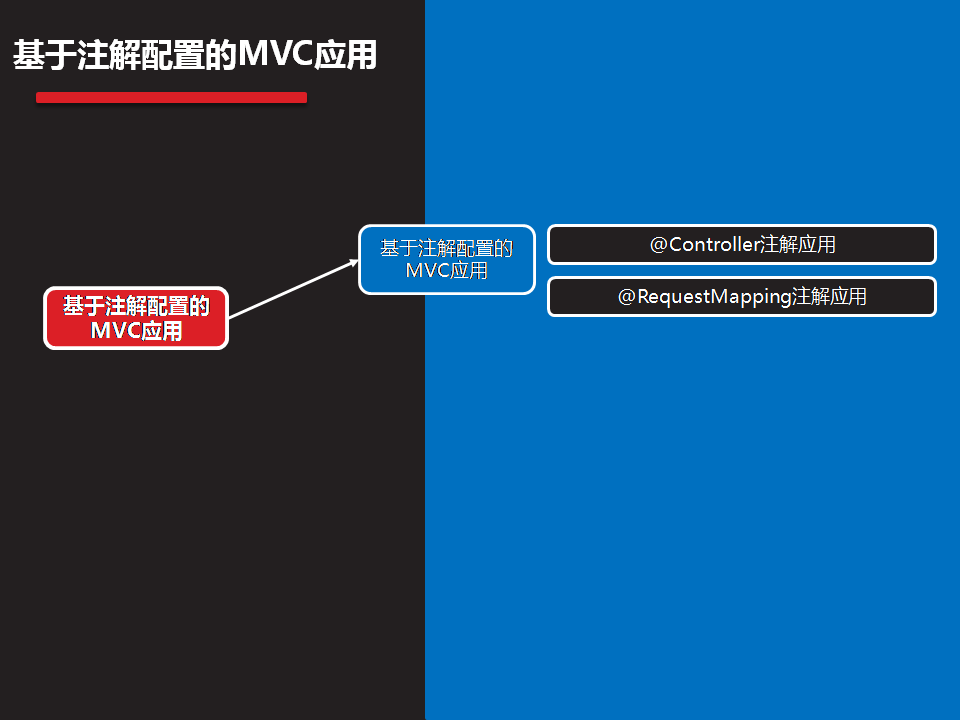 基于注解配置的MVC应用
基于注解配置的
MVC应用
基于注解配置的
MVC应用
@Controller注解应用
@RequestMapping注解应用